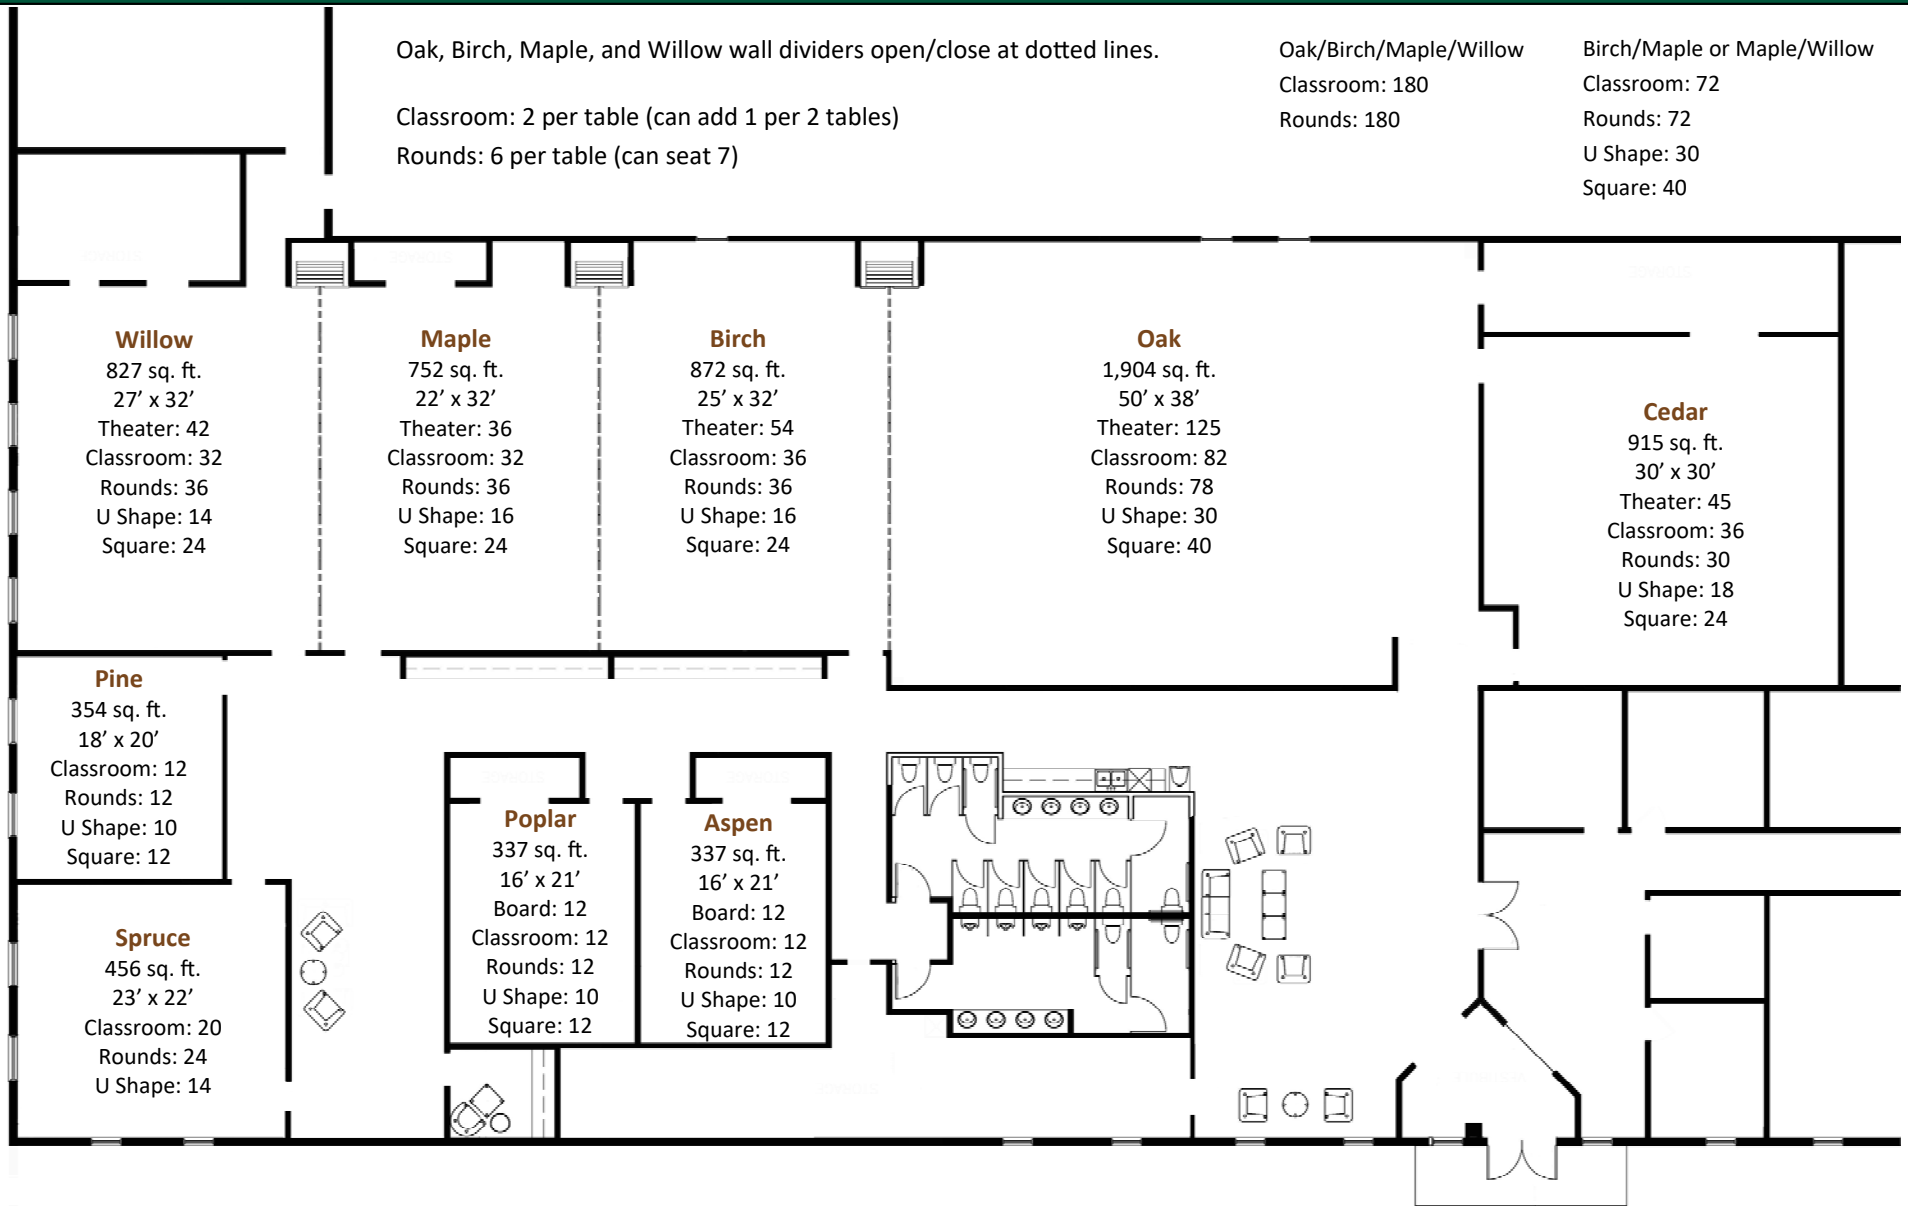 Oak, Birch, Maple, and Willow wall dividers open/close at dotted lines.
Classroom: 2 per table (can add 1 per 2 tables)
Rounds: 6 per table (can seat 7)
Oak/Birch/Maple/Willow
Classroom: 180
Rounds: 180
Birch/Maple or Maple/Willow
Classroom: 72
Rounds: 72
U Shape: 30
Square: 40
Willow
827 sq. ft.
27’ x 32’
Theater: 42
Classroom: 32
Rounds: 36
U Shape: 14
Square: 24
Maple
752 sq. ft.
22’ x 32’
Theater: 36
Classroom: 32
Rounds: 36
U Shape: 16
Square: 24
Birch
872 sq. ft.
25’ x 32’
Theater: 54
Classroom: 36
Rounds: 36
U Shape: 16
Square: 24
Oak
1,904 sq. ft.
50’ x 38’
Theater: 125
Classroom: 82
Rounds: 78
U Shape: 30
Square: 40
Cedar
915 sq. ft.
30’ x 30’
Theater: 45
Classroom: 36
Rounds: 30
U Shape: 18
Square: 24
Pine
354 sq. ft.
18’ x 20’
Classroom: 12
Rounds: 12
U Shape: 10
Square: 12
Poplar
337 sq. ft.
16’ x 21’
Board: 12
Classroom: 12
Rounds: 12
U Shape: 10
Square: 12
Aspen
337 sq. ft.
16’ x 21’
Board: 12
Classroom: 12
Rounds: 12
U Shape: 10
Square: 12
Spruce
456 sq. ft.
23’ x 22’
Classroom: 20
Rounds: 24
U Shape: 14